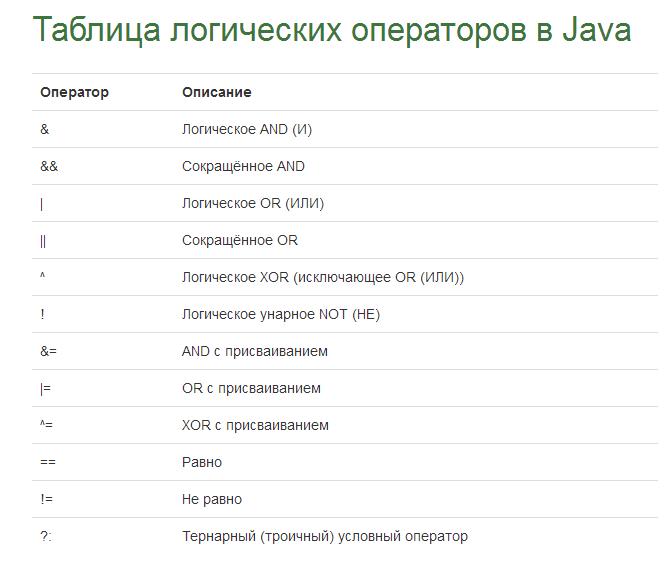 Таблица логических операторов в Java
Оператор Описание
& Логическое AND (И)
&& Сокращённое AND
| Логическое OR (ИЛИ)
|| Сокращённое OR
^ Логическое XOR (исключающее OR (ИЛИ))
! Логическое унарное NOT (НЕ)
&= AND с присваиванием
|= OR с присваиванием
^= XOR с присваиванием
== Равно
!= Не равно
?: Тернарный (троичный) условный оператор